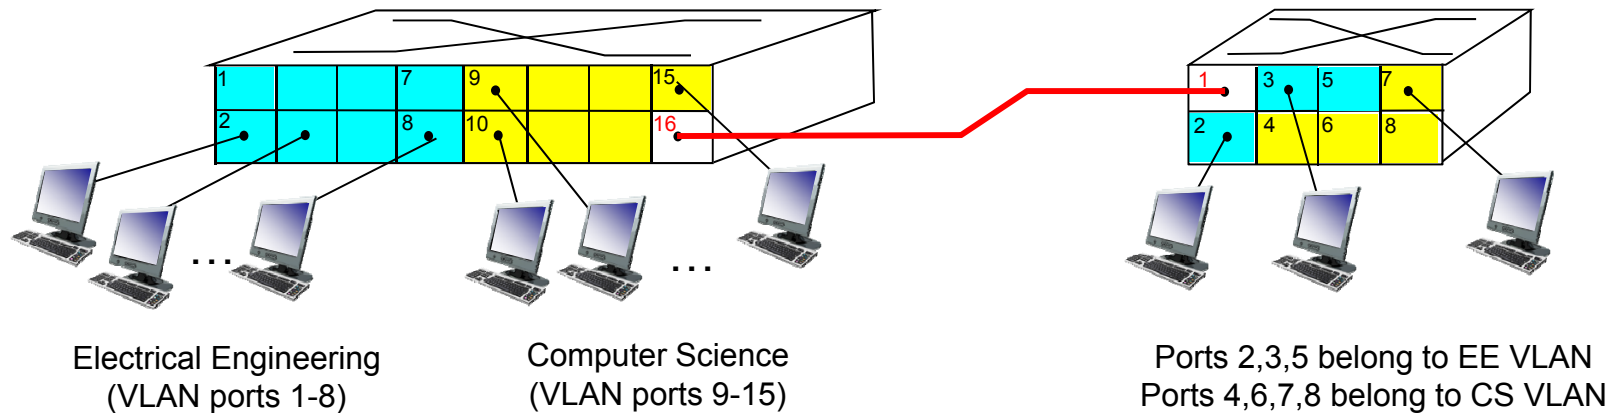 1 7 9 15
2 8 10 16
1 3 5 7
2 4 6 8
... ...
Electrical Engineering
(VLAN ports 1-8)
Computer Science
(VLAN ports 9-15)
Ports 2,3,5 belong to EE VLAN
Ports 4,6,7,8 belong to CS VLAN